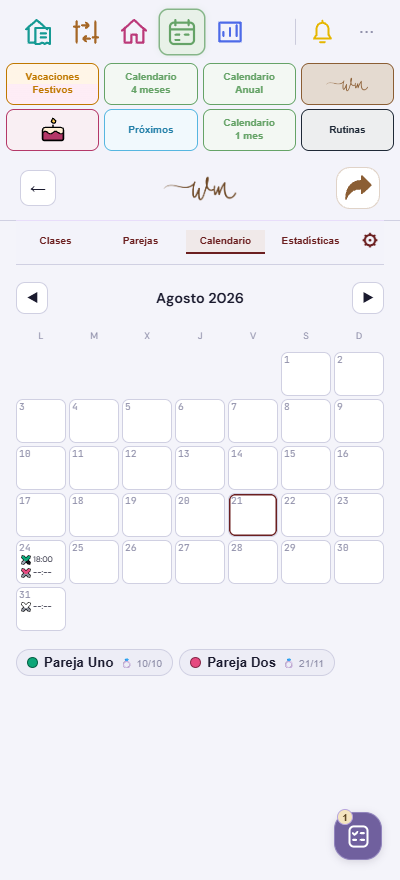 Vacaciones
Festivos
Calendario
4 meses
Calendario
Anual
Wm
Próximos
Calendario
1 mes
Rutinas
← Wm
Clases Parejas Calendario Estadísticas
◀ Agosto 2026 ▶
L M X J V S D
1 2
3 4 5 6 7 8 9
10 11 12 13 14 15 16
17 18 19 20 21 22 23
24 25 26 27 28 29 30
18:00
--:--
31
--:--
Pareja Uno 10/10 Pareja Dos 21/11
1